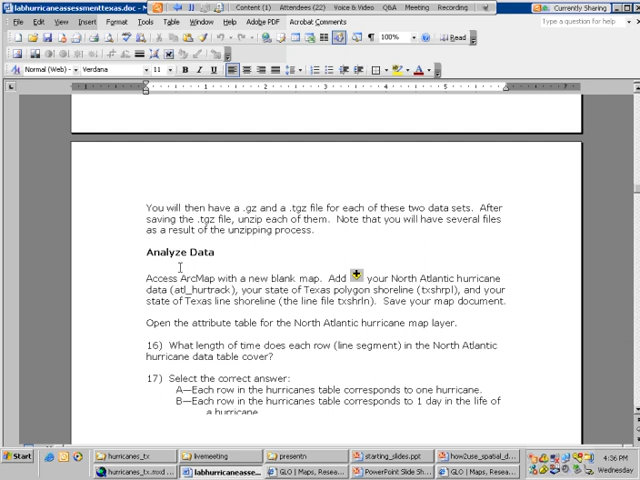 labhurricaneassessmenttexas.doc - M
Content (1) Attendees (22) Voice & Video Q&A Meeting Recording
Currently Sharing
File Edit View Insert Format Tools Table Window Help Adobe PDF Acrobat Comments
Type a question for help
100% Read
Normal (Web) Verdana 11 B I U
You will then have a .gz and a .tgz file for each of these two data sets. After
saving the .tgz file, unzip each of them. Note that you will have several files
as a result of the unzipping process.
Analyze Data
Access ArcMap with a new blank map. Add your North Atlantic hurricane
data (atl_hurtrack), your state of Texas polygon shoreline (txshrpl), and your
state of Texas line shoreline (the line file txshrln). Save your map document.
Open the attribute table for the North Atlantic hurricane map layer.
16) What length of time does each row (line segment) in the North Atlantic
hurricane data table cover?
17) Select the correct answer:
A—Each row in the hurricanes table corresponds to one hurricane.
B—Each row in the hurricanes table corresponds to 1 day in the life of
a hurricane
Start hurricanes_tx livemeeting presentn starting_slides.ppt how2use_spatial_d... 4:36 PM
hurricanes_tx.mxd ... labhurricaneasse... GLO | Maps, Resea... PowerPoint Slide Sh... GLO | Maps, Resea... Wednesday